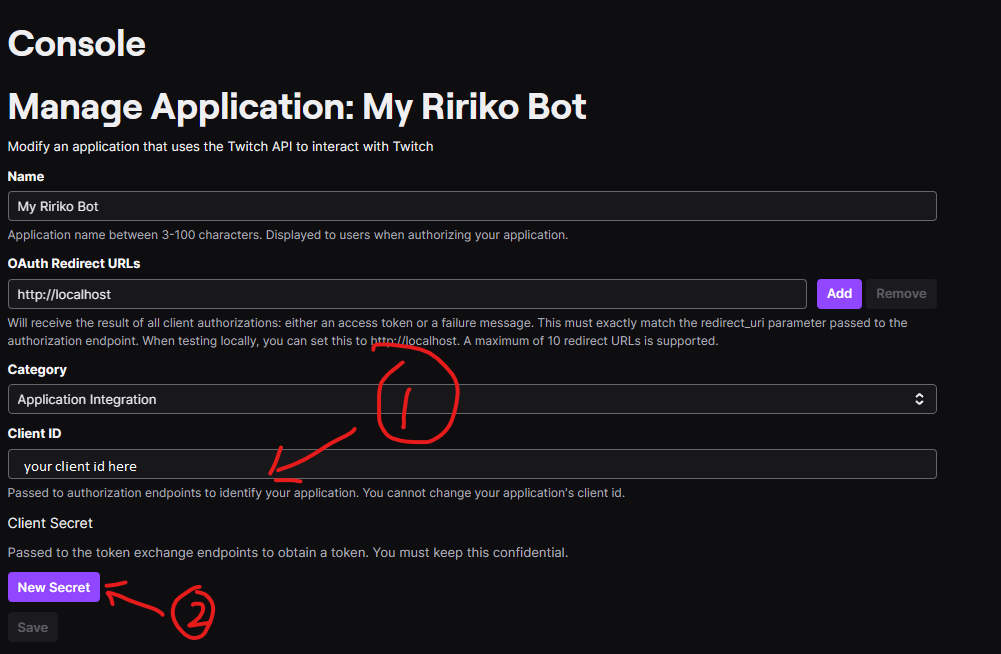 Console
Manage Application: My Ririko Bot
Modify an application that uses the Twitch API to interact with Twitch
Name
My Ririko Bot
Application name between 3-100 characters. Displayed to users when authorizing your application.
OAuth Redirect URLs
http://localhost
Add
Remove
Will receive the result of all client authorizations: either an access token or a failure message. This must exactly match the redirect_uri parameter passed to the
authorization endpoint. When testing locally, you can set this to http://localhost. A maximum of 10 redirect URLs is supported.
Category
Application Integration
1
Client ID
your client id here
Passed to authorization endpoints to identify your application. You cannot change your application's client id.
Client Secret
Passed to the token exchange endpoints to obtain a token. You must keep this confidential.
New Secret
2
Save